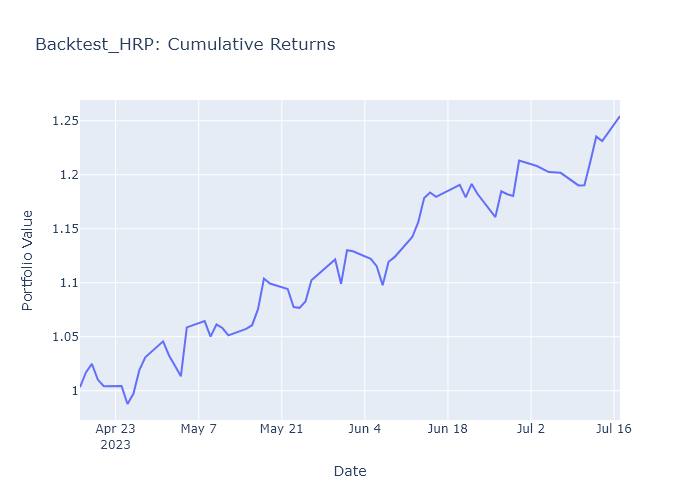 Backtest_HRP: Cumulative Returns
Portfolio Value
1.25
1.2
1.15
1.1
1.05
1
Apr 23
2023
May 7
May 21
Jun 4
Jun 18
Jul 2
Jul 16
Date